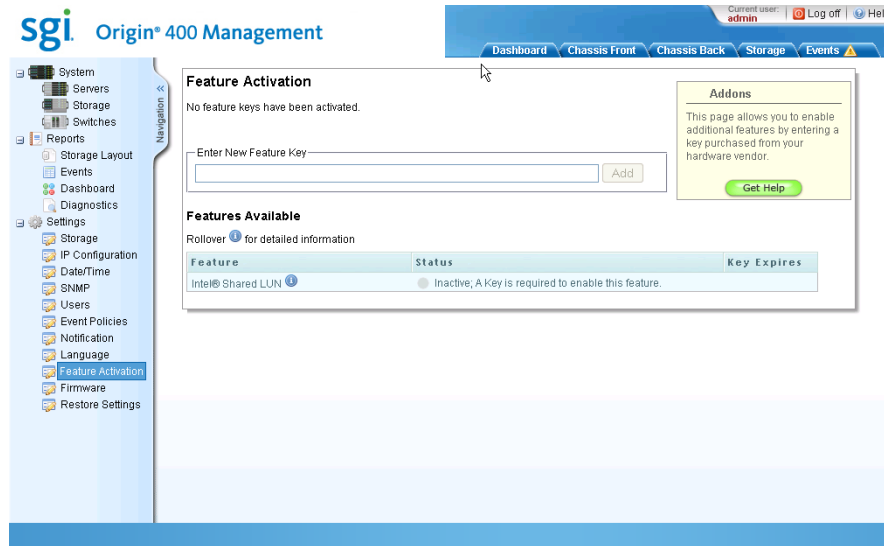 sgi Origin® 400 Management
Current user: admin
Log off
Hel
Dashboard
Chassis Front
Chassis Back
Storage
Events
System
Servers
Storage
Switches
Reports
Storage Layout
Events
Dashboard
Diagnostics
Settings
Storage
IP Configuration
Date/Time
SNMP
Users
Event Policies
Notification
Language
Feature Activation
Firmware
Restore Settings
Navigation
Feature Activation
No feature keys have been activated.
Enter New Feature Key
Add
Addons
This page allows you to enable
additional features by entering a
key purchased from your
hardware vendor.
Get Help
Features Available
Rollover for detailed information
Feature Status Key Expires
Intel® Shared LUN Inactive; A Key is required to enable this feature.